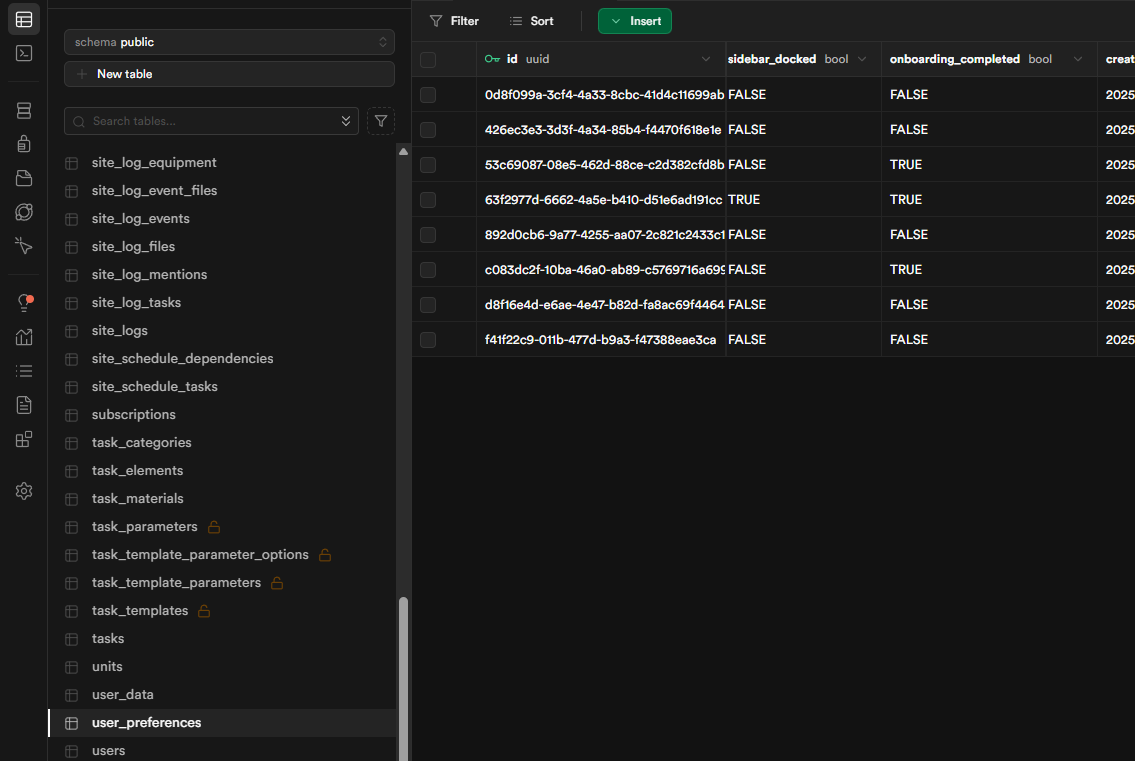 schema public
New table
Search tables...
site_log_equipment
site_log_event_files
site_log_events
site_log_files
site_log_mentions
site_log_tasks
site_logs
site_schedule_dependencies
site_schedule_tasks
subscriptions
task_categories
task_elements
task_materials
task_parameters
task_template_parameter_options
task_template_parameters
task_templates
tasks
units
user_data
user_preferences
users
Filter Sort Insert
id uuid sidebar_docked bool onboarding_completed bool creat
0d8f099a-3cf4-4a33-8cbc-41d4c11699ab FALSE FALSE 2025
426ec3e3-3d3f-4a34-85b4-f4470f618e1e FALSE FALSE 2025
53c69087-08e5-462d-88ce-c2d382cfd8b FALSE TRUE 2025
63f2977d-6662-4a5e-b410-d51e6ad191cc TRUE TRUE 2025
892d0cb6-9a77-4255-aa07-2c821c2433c1 FALSE FALSE 2025
c083dc2f-10ba-46a0-ab89-c5769716a699 FALSE TRUE 2025
d8f16e4d-e6ae-4e47-b82d-fa8ac69f4464 FALSE FALSE 2025
f41f22c9-011b-477d-b9a3-f47388eae3ca FALSE FALSE 2025